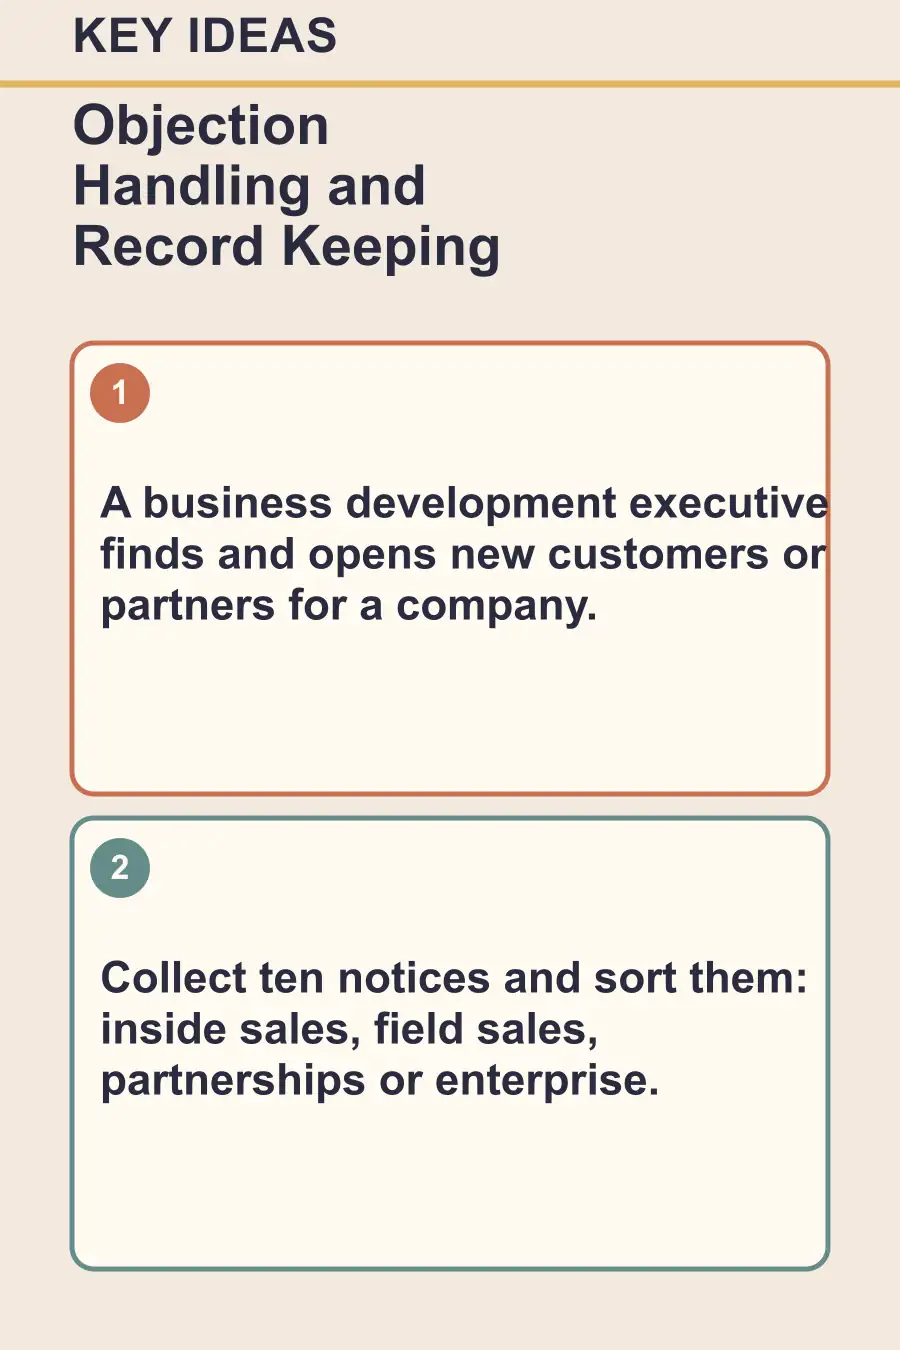 KEY IDEAS
Objection
Handling and
Record Keeping
1
A business development executive
finds and opens new customers or
partners for a company.
2
Collect ten notices and sort them:
inside sales, field sales,
partnerships or enterprise.